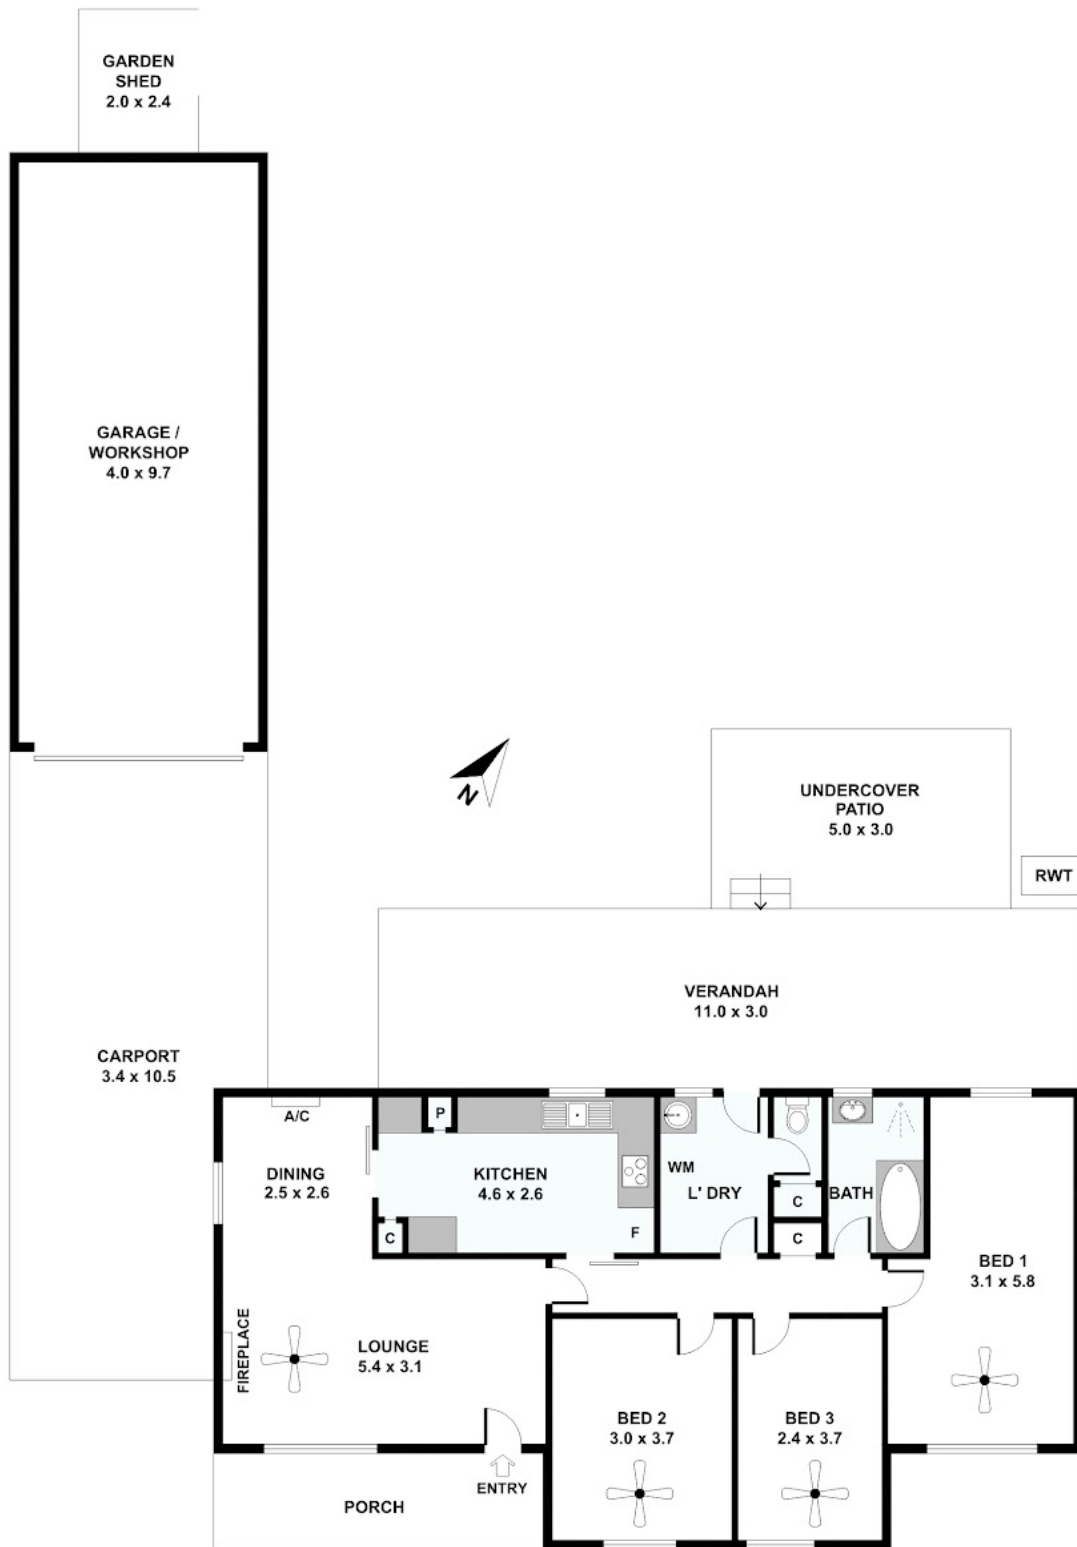 GARDEN
SHED
2.0 x 2.4
GARAGE /
WORKSHOP
4.0 x 9.7
N
UNDERCOVER
PATIO
5.0 x 3.0
RWT
VERANDAH
11.0 x 3.0
CARPORT
3.4 x 10.5
A/C
P
DINING
2.5 x 2.6
KITCHEN
4.6 x 2.6
WM
L' DRY
C
BATH
C
F
C
BED 1
3.1 x 5.8
FIREPLACE
LOUNGE
5.4 x 3.1
BED 2
3.0 x 3.7
BED 3
2.4 x 3.7
ENTRY
PORCH